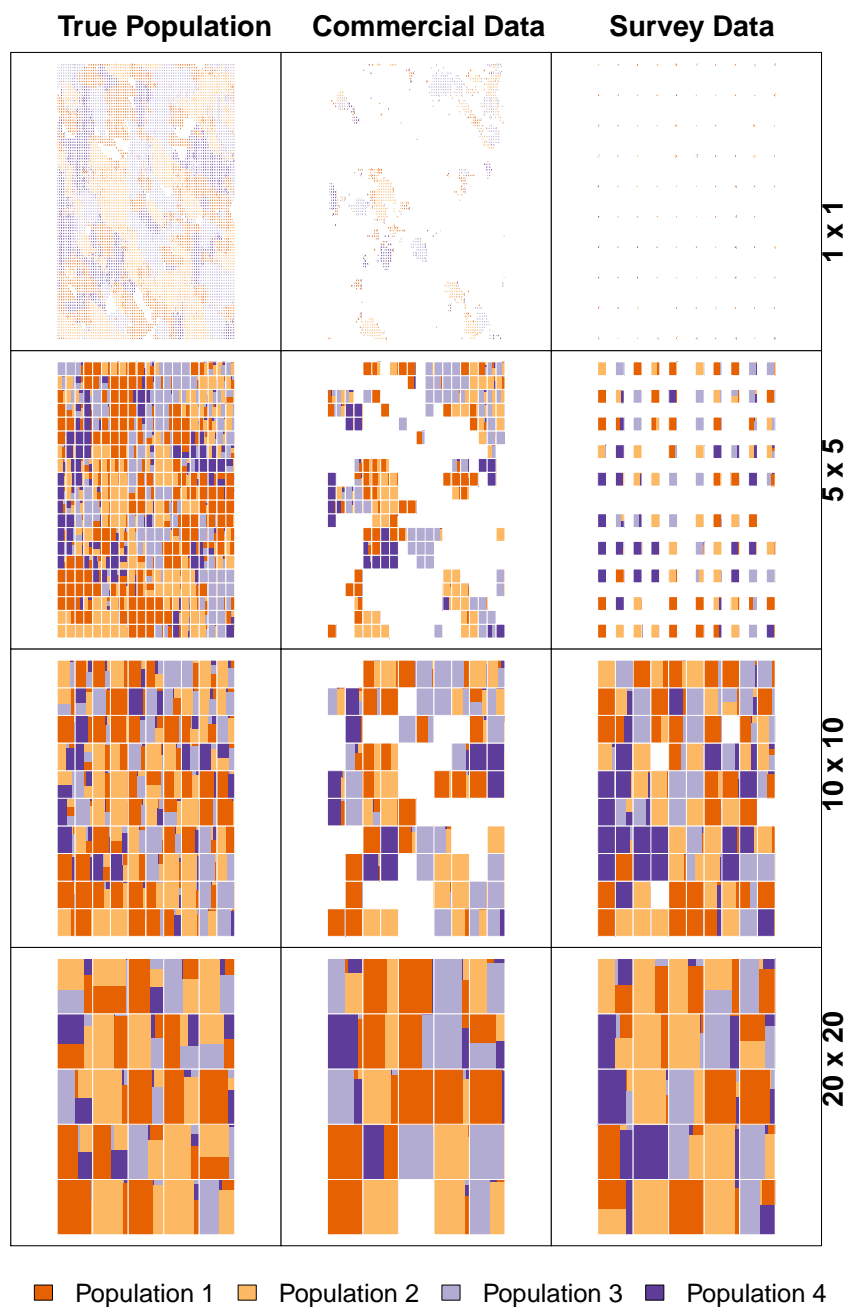 True Population Commercial Data Survey Data
1 x 1
5 x 5
10 x 10
20 x 20
Population 1 Population 2 Population 3 Population 4